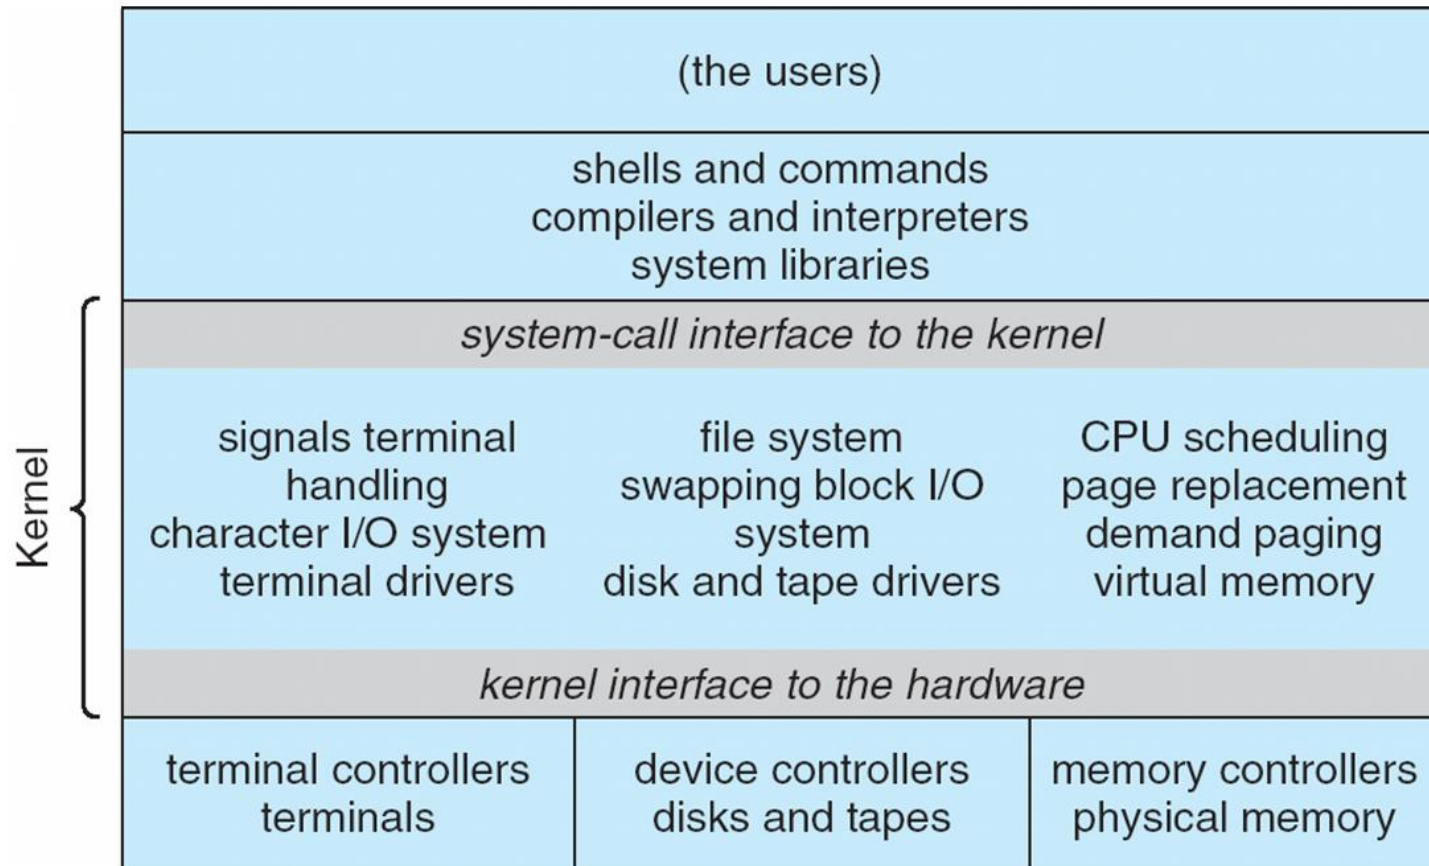 (the users)
shells and commands
compilers and interpreters
system libraries
Kernel
system-call interface to the kernel
signals terminal
handling
character I/O system
terminal drivers
file system
swapping block I/O
system
disk and tape drivers
CPU scheduling
page replacement
demand paging
virtual memory
kernel interface to the hardware
terminal controllers
terminals
device controllers
disks and tapes
memory controllers
physical memory